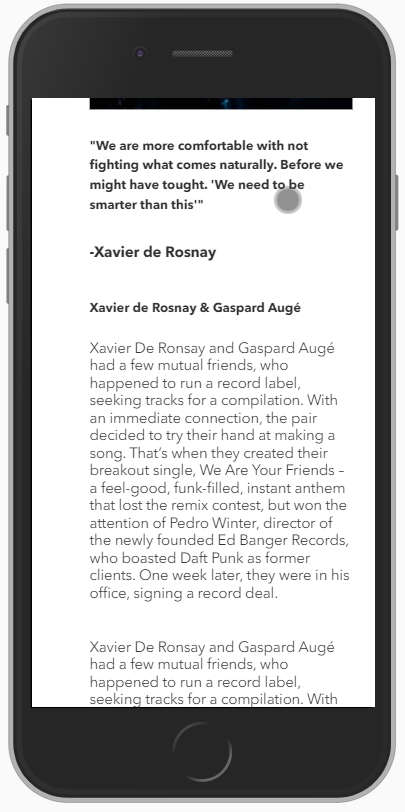 "We are more comfortable with not
fighting what comes naturally. Before we
might have tought. 'We need to be
smarter than this'"
-Xavier de Rosnay
Xavier de Rosnay & Gaspard Augé
Xavier De Ronsay and Gaspard Augé
had a few mutual friends, who
happened to run a record label,
seeking tracks for a compilation. With
an immediate connection, the pair
decided to try their hand at making a
song. That's when they created their
breakout single, We Are Your Friends –
a feel-good, funk-filled, instant anthem
that lost the remix contest, but won the
attention of Pedro Winter, director of
the newly founded Ed Banger Records,
who boasted Daft Punk as former
clients. One week later, they were in his
office, signing a record deal.
Xavier De Ronsay and Gaspard Augé
had a few mutual friends, who
happened to run a record label,
seeking tracks for a compilation. With